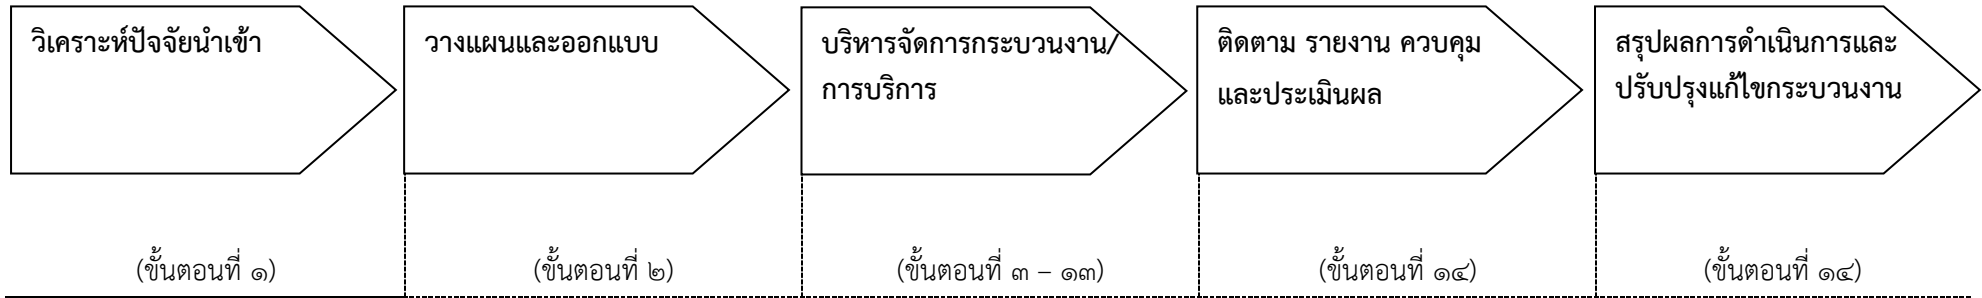 วิเคราะห์ปัจจัยนำเข้า
วางแผนและออกแบบ
บริหารจัดการกระบวนงาน/
การบริการ
ติดตาม รายงาน ควบคุม
และประเมินผล
สรุปผลการดำเนินการและ
ปรับปรุงแก้ไขกระบวนงาน
(ขั้นตอนที่ ๑)
(ขั้นตอนที่ ๒)
(ขั้นตอนที่ ๓ – ๑๓)
(ขั้นตอนที่ ๑๔)
(ขั้นตอนที่ ๑๔)